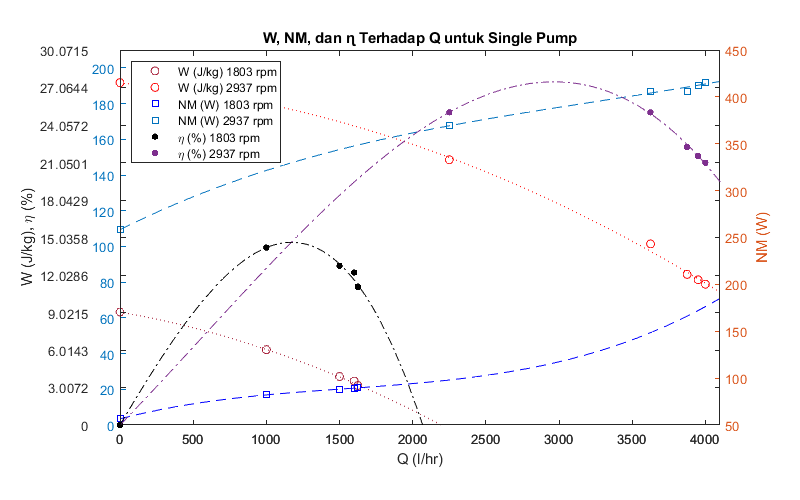 W, NM, dan η Terhadap Q untuk Single Pump
30.0715
27.0644
24.0572
21.0501
18.0429
15.0358
12.0286
9.0215
6.0143
3.0072
0
W (J/kg), η (%)
200
180
160
140
120
100
80
60
40
20
0
W (J/kg) 1803 rpm
W (J/kg) 2937 rpm
NM (W) 1803 rpm
NM (W) 2937 rpm
η (%) 1803 rpm
η (%) 2937 rpm
450
400
350
300
250
200
150
100
50
NM (W)
0 500 1000 1500 2000 2500 3000 3500 4000
Q (l/hr)